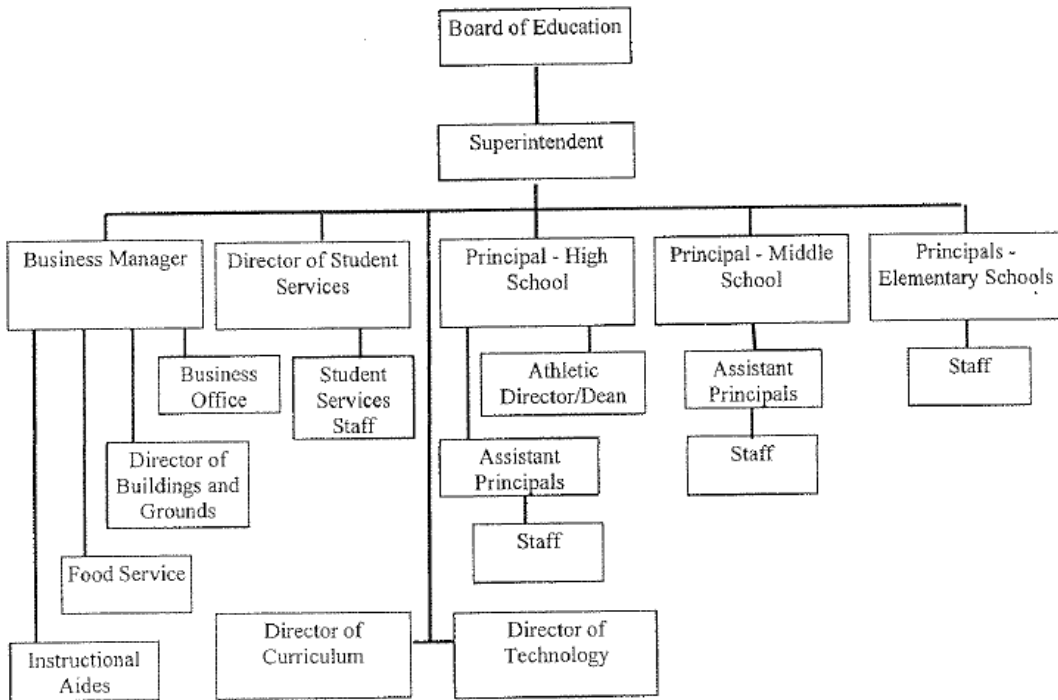 Board of Education
Superintendent
Business Manager
Director of Student
Services
Principal - High
School
Principal - Middle
School
Principals -
Elementary Schools
Business
Office
Student
Services
Staff
Athletic
Director/Dean
Assistant
Principals
Staff
Director of
Buildings and
Grounds
Assistant
Principals
Staff
Staff
Food Service
Instructional
Aides
Director of
Curriculum
Director of
Technology